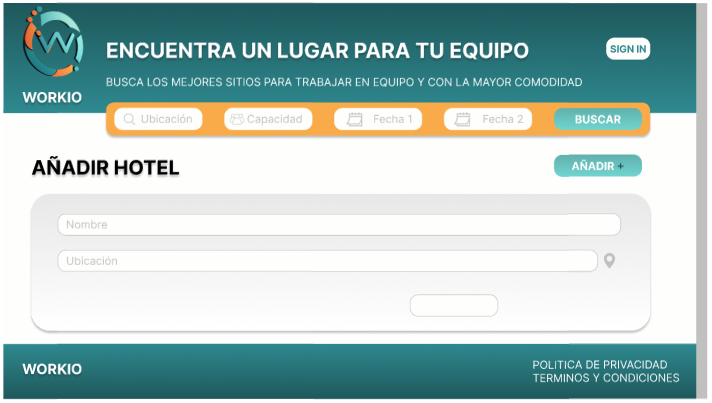 ENCUENTRA UN LUGAR PARA TU EQUIPO
SIGN IN
BUSCA LOS MEJORES SITIOS PARA TRABAJAR EN EQUIPO Y CON LA MAYOR COMODIDAD
WORKIO
Ubicación
Capacidad
Fecha 1
Fecha 2
BUSCAR
AÑADIR HOTEL
AÑADIR +
Nombre
Ubicación
WORKIO
POLITICA DE PRIVACIDAD
TERMINOS Y CONDICIONES